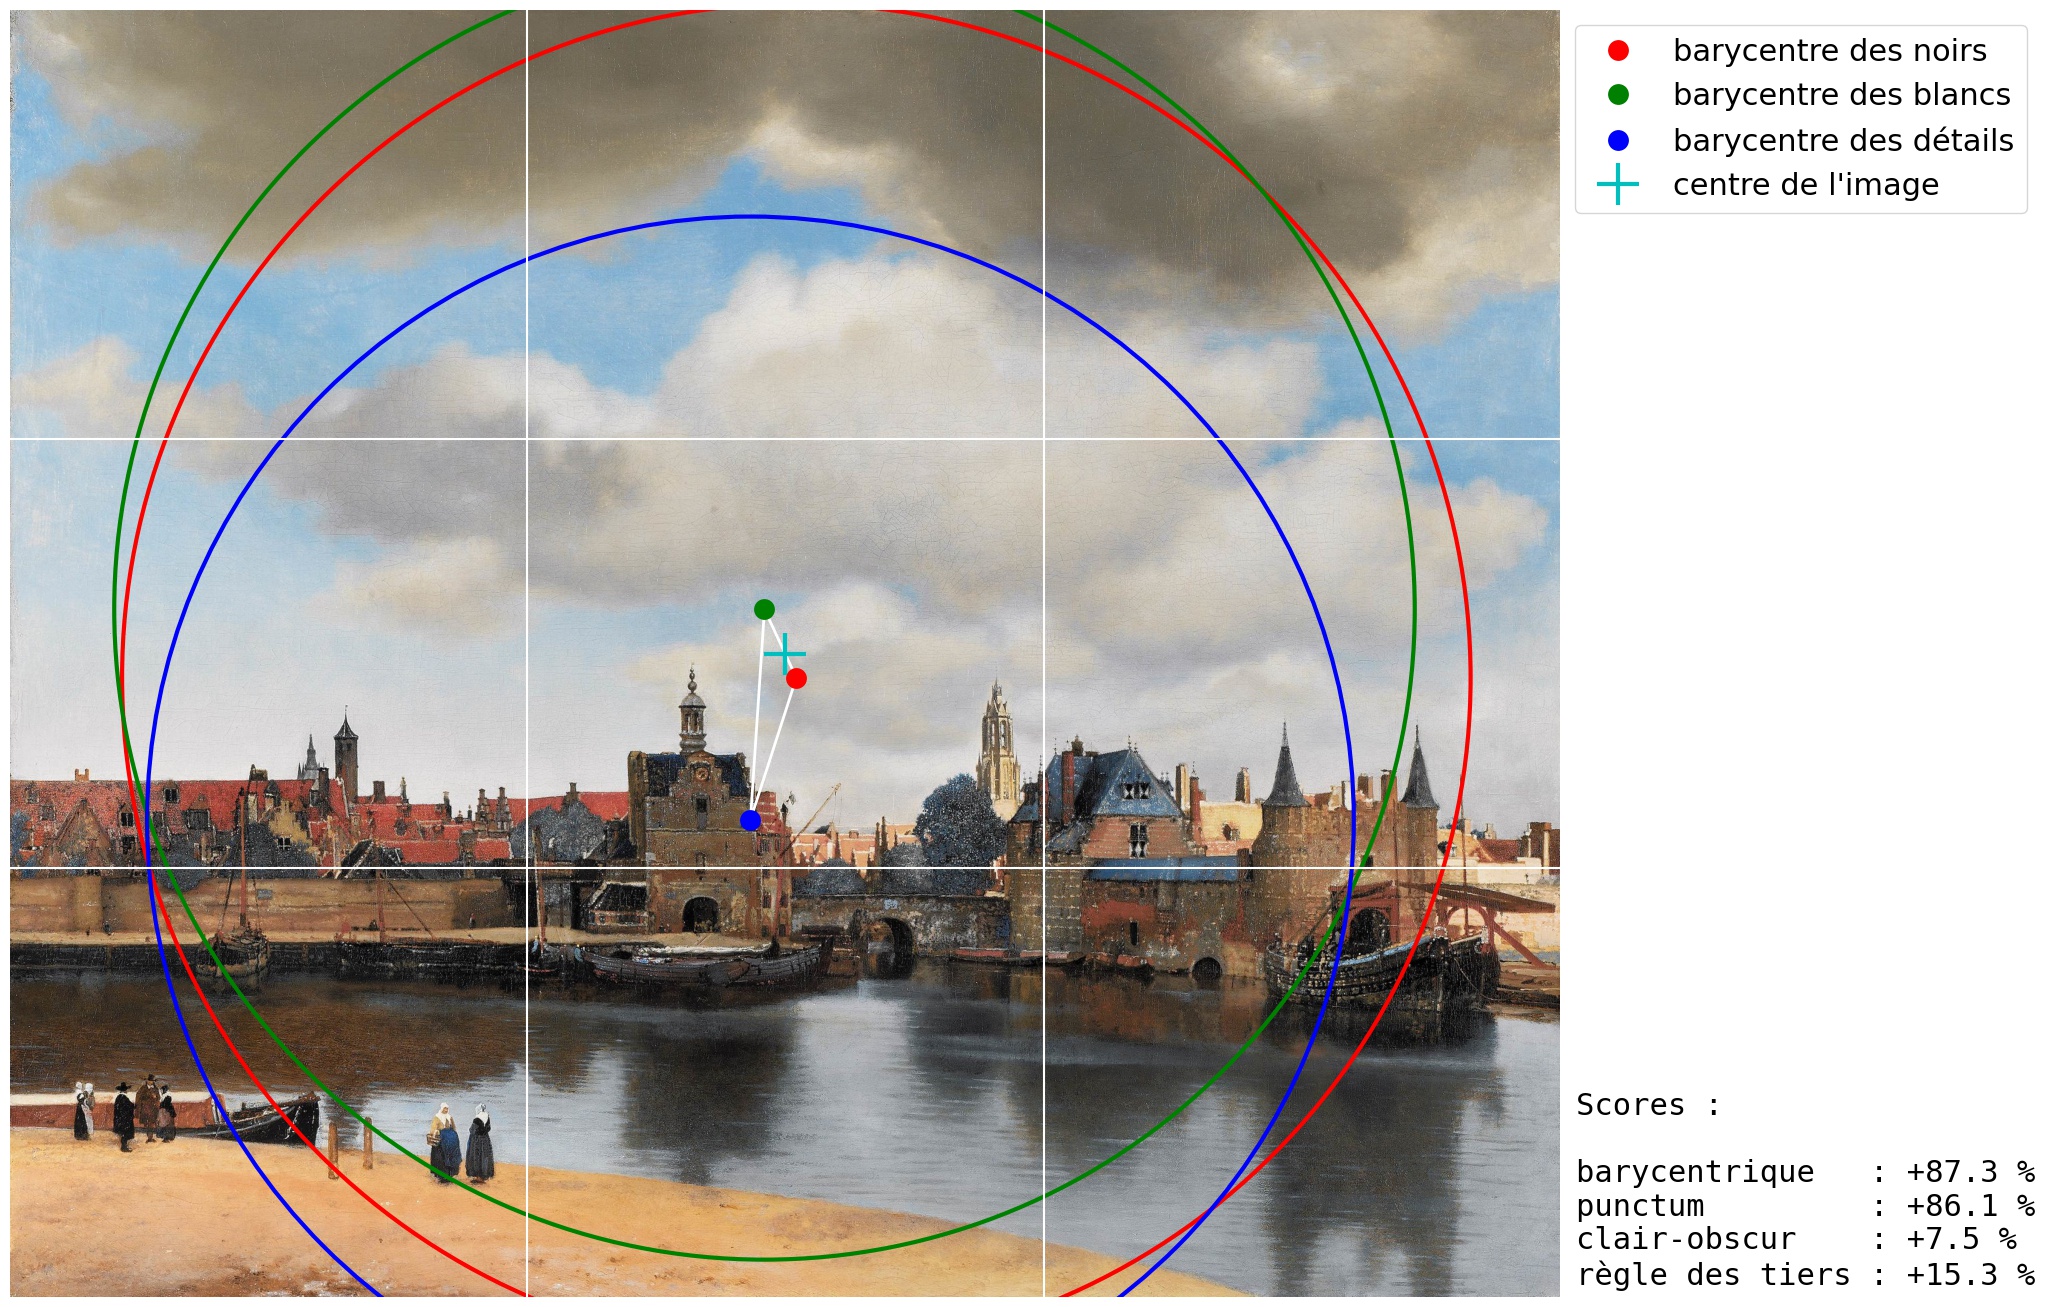 barycentre des noirs
barycentre des blancs
barycentre des détails
centre de l'image
Scores :
barycentrique   : +87.3 %
punctum         : +86.1 %
clair-obscur    : +7.5 %
règle des tiers : +15.3 %